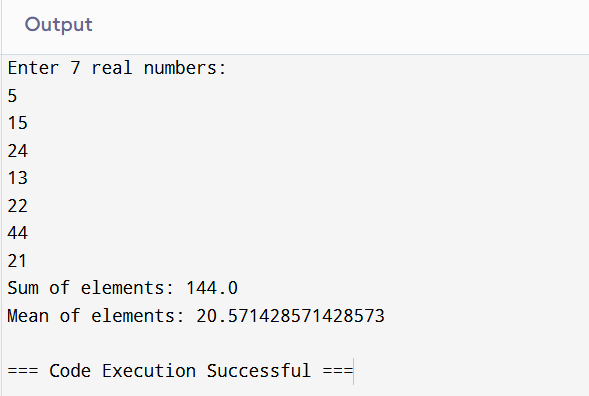 Output
Enter 7 real numbers:
5
15
24
13
22
44
21
Sum of elements: 144.0
Mean of elements: 20.571428571428573
=== Code Execution Successful ===